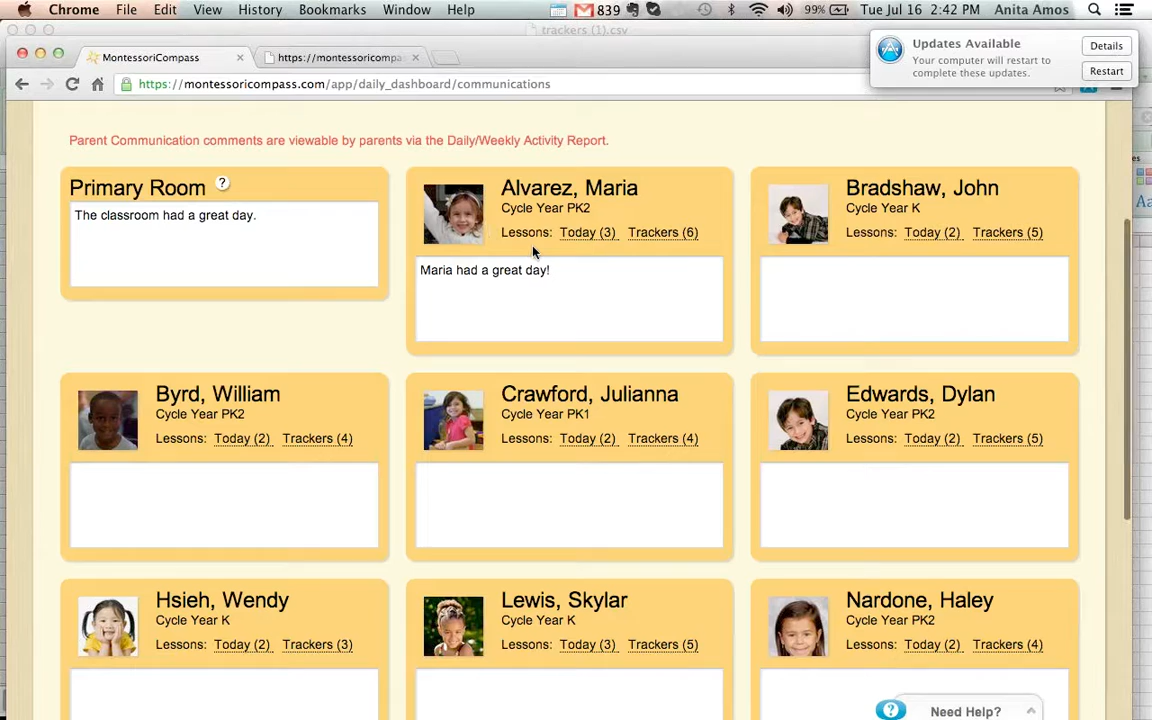 Chrome File Edit View History Bookmarks Window Help 839 99% Tue Jul 16 2:42 PM Anita Amos
trackers (1).csv
MontessoriCompass × https://montessoricompass ×
Updates Available
Your computer will restart to complete these updates.
Details
Restart
https://montessoricompass.com/app/daily_dashboard/communications
Parent Communication comments are viewable by parents via the Daily/Weekly Activity Report.
Primary Room ?
The classroom had a great day.
Alvarez, Maria
Cycle Year PK2
Lessons: Today (3) Trackers (6)
Maria had a great day!
Bradshaw, John
Cycle Year K
Lessons: Today (2) Trackers (5)
Byrd, William
Cycle Year PK2
Lessons: Today (2) Trackers (4)
Crawford, Julianna
Cycle Year PK1
Lessons: Today (2) Trackers (4)
Edwards, Dylan
Cycle Year PK2
Lessons: Today (2) Trackers (5)
Hsieh, Wendy
Cycle Year K
Lessons: Today (2) Trackers (3)
Lewis, Skylar
Cycle Year K
Lessons: Today (3) Trackers (5)
Nardone, Haley
Cycle Year PK2
Lessons: Today (2) Trackers (4)
? Need Help?